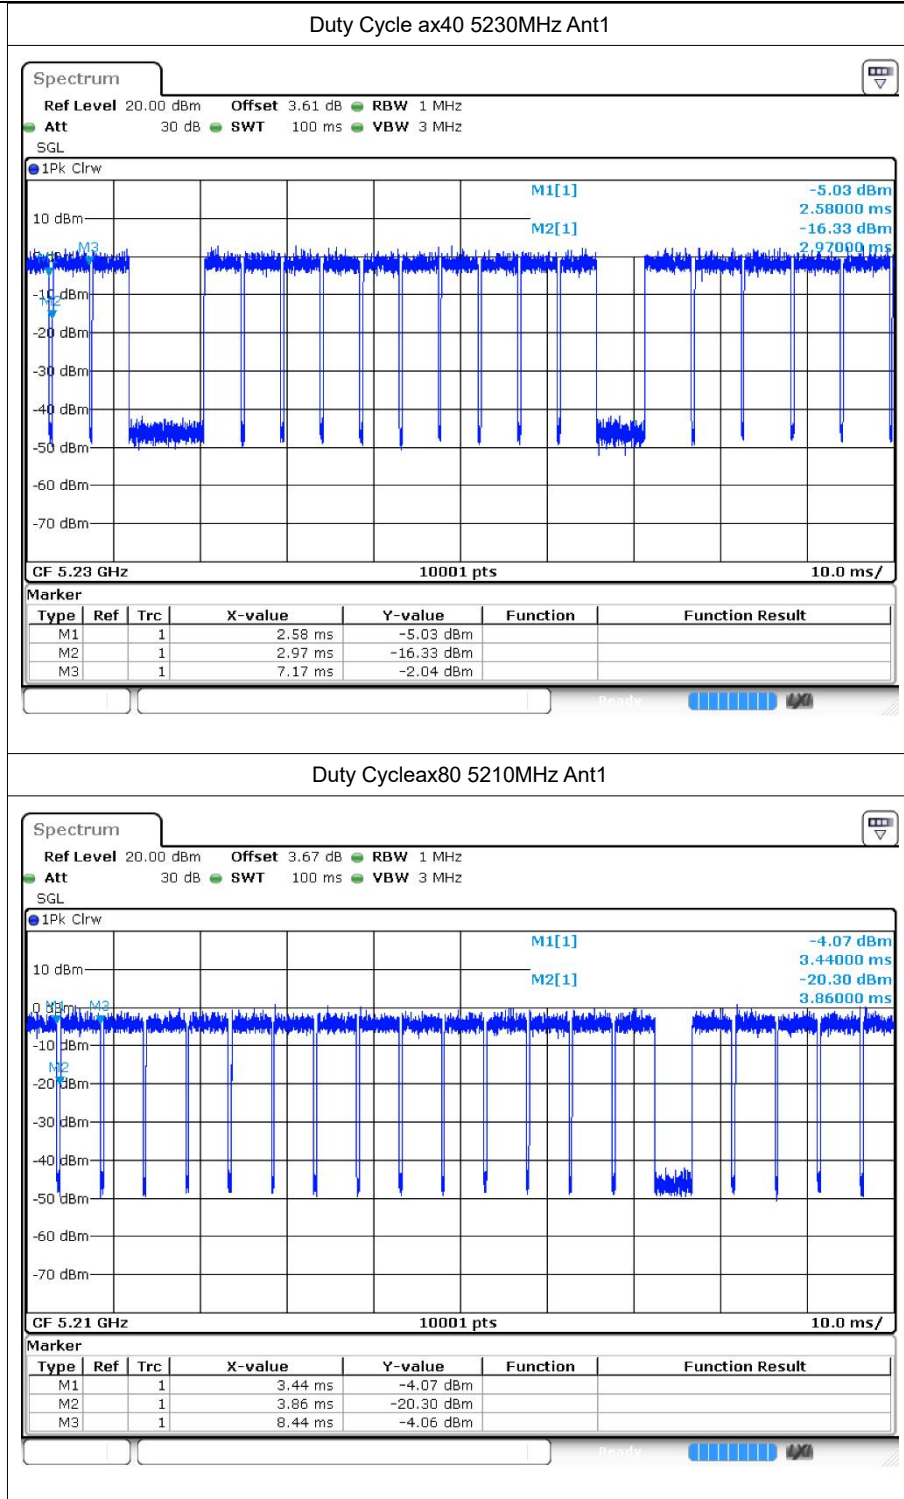 Duty Cycle ax40 5230MHz Ant1
Spectrum
Ref Level 20.00 dBm Offset 3.61 dB RBW 1 MHz
Att 30 dB SWT 100 ms VBW 3 MHz
SGL
1Pk Clrw
M1[1] -5.03 dBm
2.58000 ms
M2[1] -16.33 dBm
2.97000 ms
10 dBm
M3
-10 dBm
M2
-20 dBm
-30 dBm
-40 dBm
-50 dBm
-60 dBm
-70 dBm
CF 5.23 GHz 10001 pts 10.0 ms/
Marker
Type Ref Trc X-value Y-value Function Function Result
M1 1 2.58 ms -5.03 dBm
M2 1 2.97 ms -16.33 dBm
M3 1 7.17 ms -2.04 dBm
Ready
LXI
Duty Cycleax80 5210MHz Ant1
Spectrum
Ref Level 20.00 dBm Offset 3.67 dB RBW 1 MHz
Att 30 dB SWT 100 ms VBW 3 MHz
SGL
1Pk Clrw
M1[1] -4.07 dBm
3.44000 ms
M2[1] -20.30 dBm
3.86000 ms
10 dBm
0 dBm M1 M3
-10 dBm
M2
-20 dBm
-30 dBm
-40 dBm
-50 dBm
-60 dBm
-70 dBm
CF 5.21 GHz 10001 pts 10.0 ms/
Marker
Type Ref Trc X-value Y-value Function Function Result
M1 1 3.44 ms -4.07 dBm
M2 1 3.86 ms -20.30 dBm
M3 1 8.44 ms -4.06 dBm
Ready
LXI